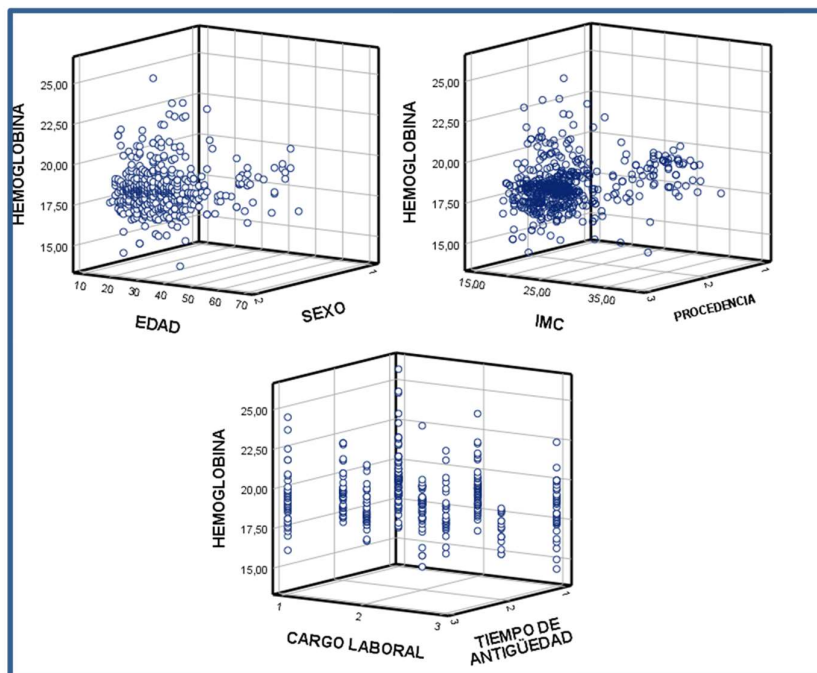 HEMOGLOBINA
25,00
22,50
20,00
17,50
15,00
10 20 30 40 50 60 70
EDAD
2 1
SEXO
HEMOGLOBINA
25,00
22,50
20,00
17,50
15,00
15,00 25,00 35,00
IMC
3 2 1
PROCEDENCIA
HEMOGLOBINA
25,00
22,50
20,00
17,50
15,00
1 2 3
CARGO LABORAL
3 2 1
TIEMPO DE
ANTIGÜEDAD